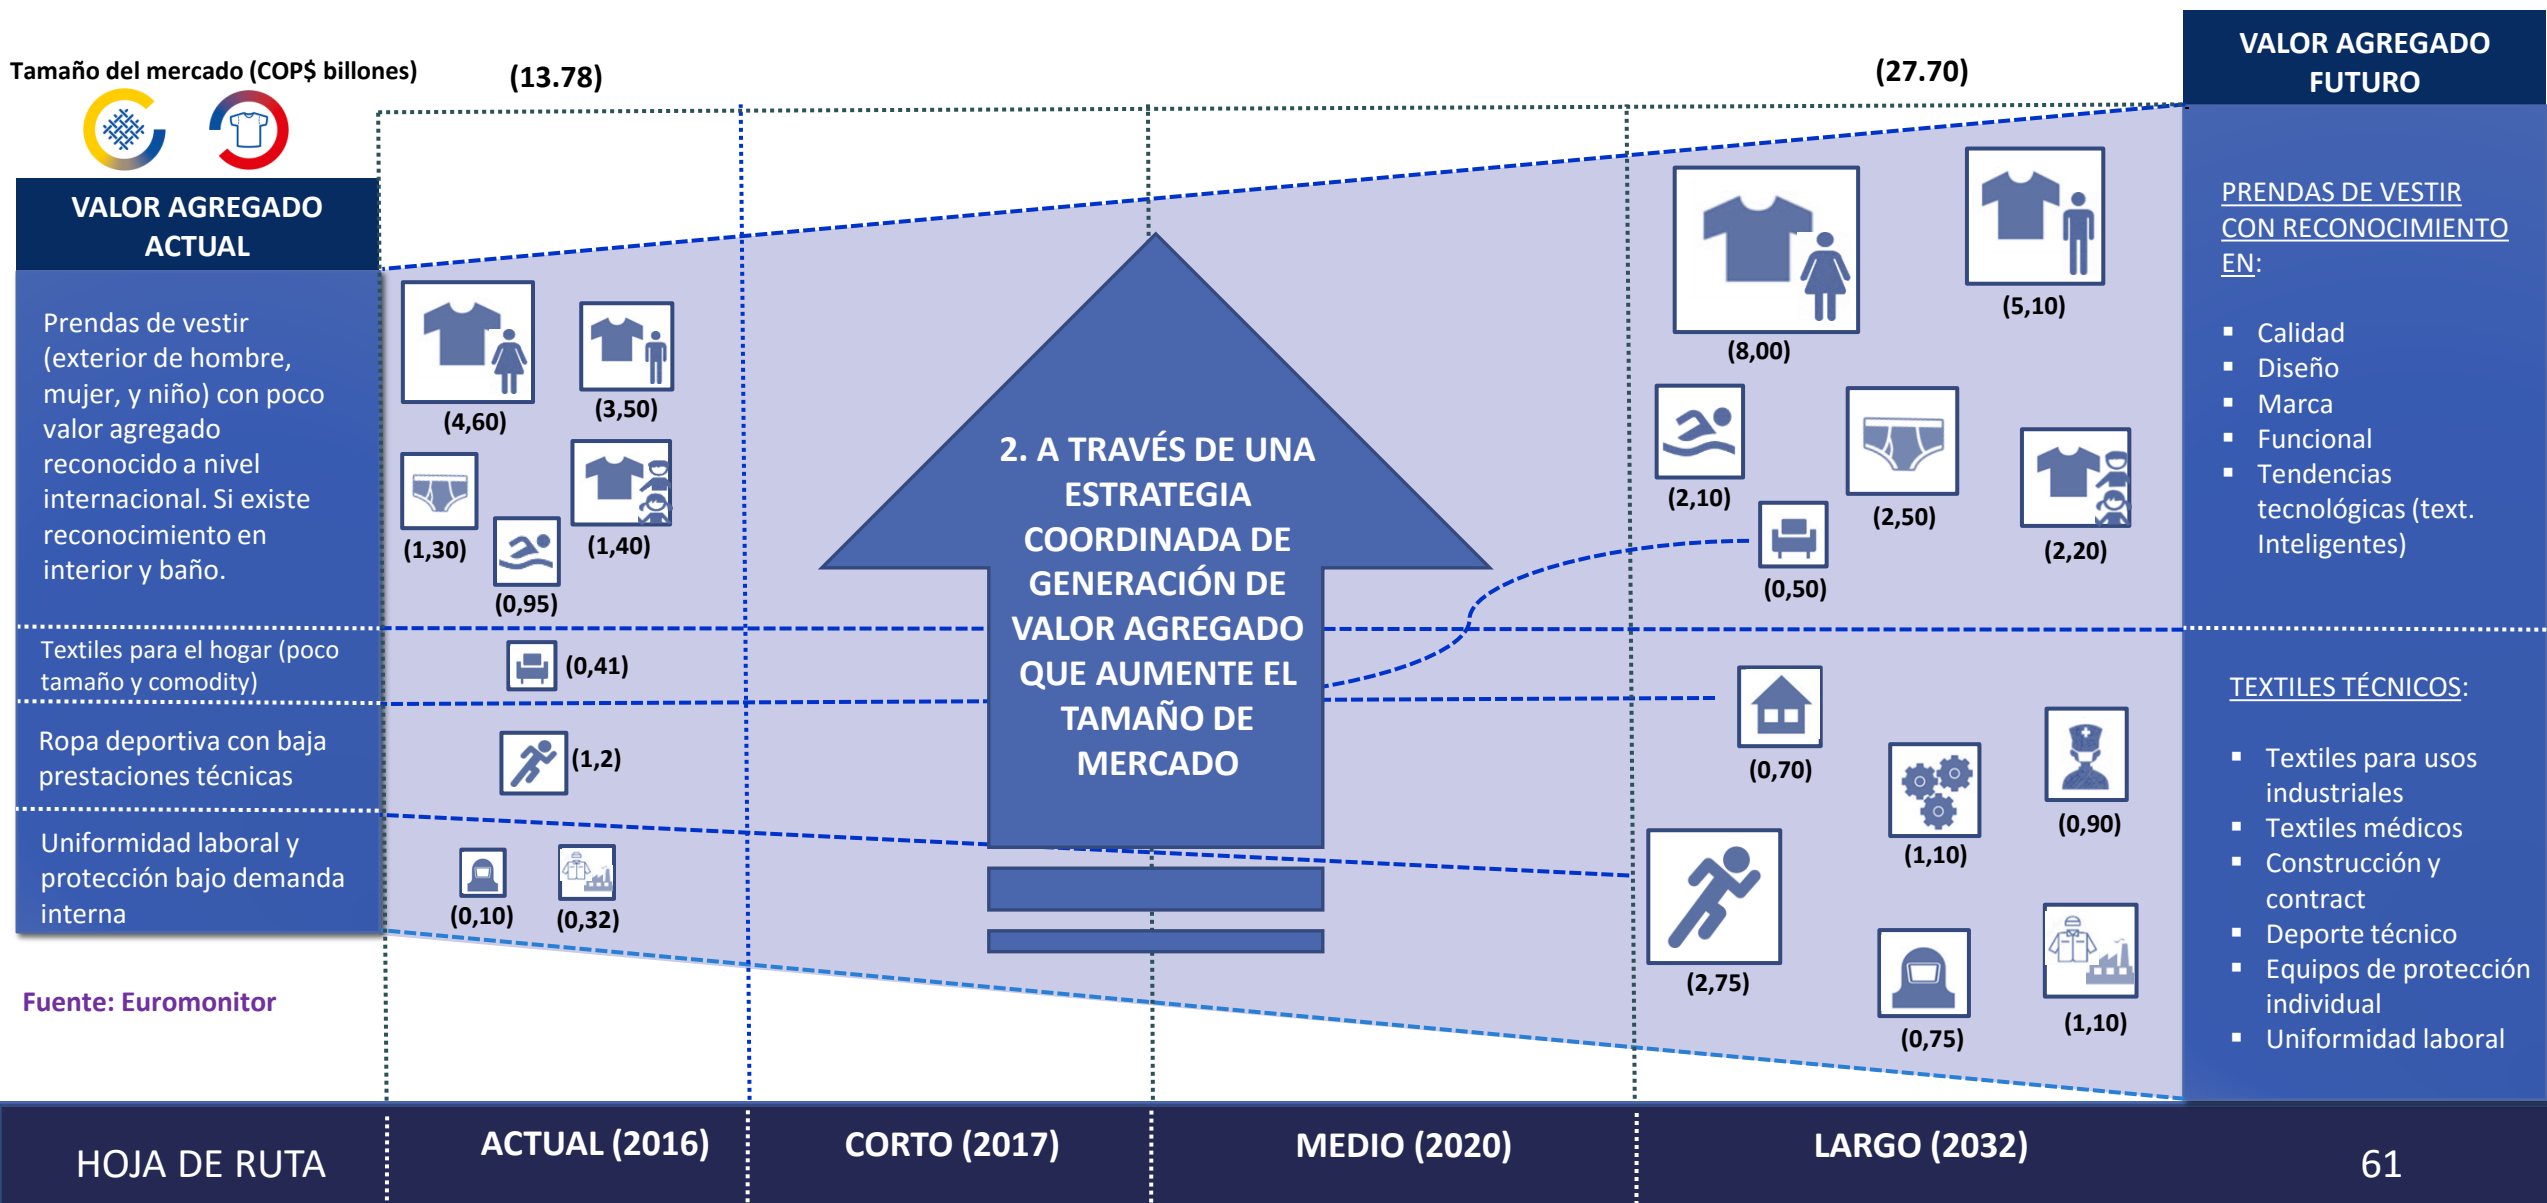 Tamaño del mercado (COP$ billones)
(13.78)
(27.70)
VALOR AGREGADO
ACTUAL
Prendas de vestir
(exterior de hombre,
mujer, y niño) con poco
valor agregado
reconocido a nivel
internacional. Si existe
reconocimiento en
interior y baño.
Textiles para el hogar (poco
tamaño y comodity)
Ropa deportiva con baja
prestaciones técnicas
Uniformidad laboral y
protección bajo demanda
interna
Fuente: Euromonitor
(4,60)
(3,50)
(1,30)
(1,40)
(0,95)
(0,41)
(1,2)
(0,10)
(0,32)
2. A TRAVÉS DE UNA
ESTRATEGIA
COORDINADA DE
GENERACIÓN DE
VALOR AGREGADO
QUE AUMENTE EL
TAMAÑO DE
MERCADO
(8,00)
(5,10)
(2,10)
(2,50)
(2,20)
(0,50)
(0,70)
(1,10)
(0,90)
(2,75)
(0,75)
(1,10)
VALOR AGREGADO
FUTURO
PRENDAS DE VESTIR
CON RECONOCIMIENTO
EN:
▪ Calidad
▪ Diseño
▪ Marca
▪ Funcional
▪ Tendencias
tecnológicas (text.
Inteligentes)
TEXTILES TÉCNICOS:
▪ Textiles para usos
industriales
▪ Textiles médicos
▪ Construcción y
contract
▪ Deporte técnico
▪ Equipos de protección
individual
▪ Uniformidad laboral
HOJA DE RUTA
ACTUAL (2016)
CORTO (2017)
MEDIO (2020)
LARGO (2032)
61